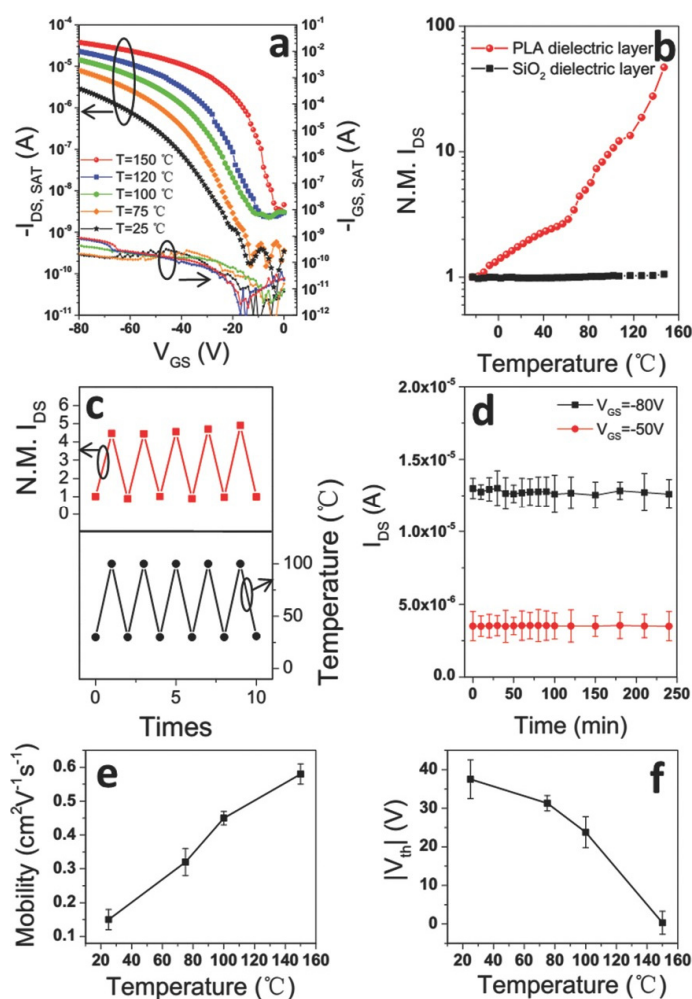 a
-I_DS, SAT (A)
10⁻⁴
10⁻⁵
10⁻⁶
10⁻⁷
10⁻⁸
10⁻⁹
10⁻¹⁰
10⁻¹¹
T=150 ℃
T=120 ℃
T=100 ℃
T=75 ℃
T=25 ℃
10⁻¹
10⁻²
10⁻³
10⁻⁴
10⁻⁵
10⁻⁶
10⁻⁷
10⁻⁸
10⁻⁹
10⁻¹⁰
10⁻¹¹
10⁻¹²
-I_GS, SAT (A)
-80 -60 -40 -20 0
V_GS (V)
b
N.M. I_DS
100
10
1
PLA dielectric layer
SiO₂ dielectric layer
0 40 80 120 160
Temperature (℃)
c
N.M. I_DS
6
5
4
3
2
1
0
100
50
0
Temperature (℃)
0 5 10
Times
d
I_DS (A)
2.0x10⁻⁵
1.5x10⁻⁵
1.0x10⁻⁵
5.0x10⁻⁶
0.0
V_GS=-80V
V_GS=-50V
0 50 100 150 200 250
Time (min)
e
Mobility (cm²V⁻¹s⁻¹)
0.6
0.5
0.4
0.3
0.2
0.1
20 40 60 80 100 120 140 160
Temperature (℃)
f
|V_th| (V)
40
30
20
10
0
20 40 60 80 100 120 140 160
Temperature (℃)